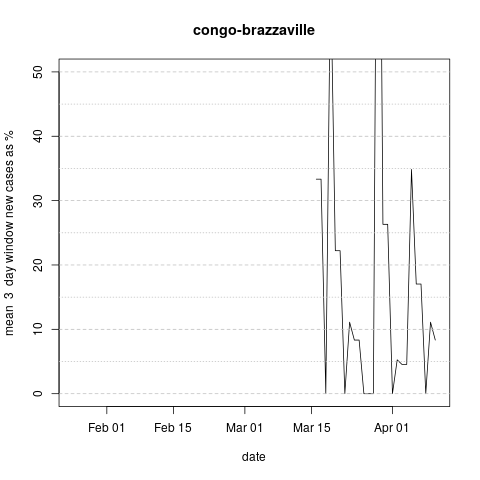 congo-brazzaville
mean 3 day window new cases as %
50
40
30
20
10
0
Feb 01
Feb 15
Mar 01
Mar 15
Apr 01
date